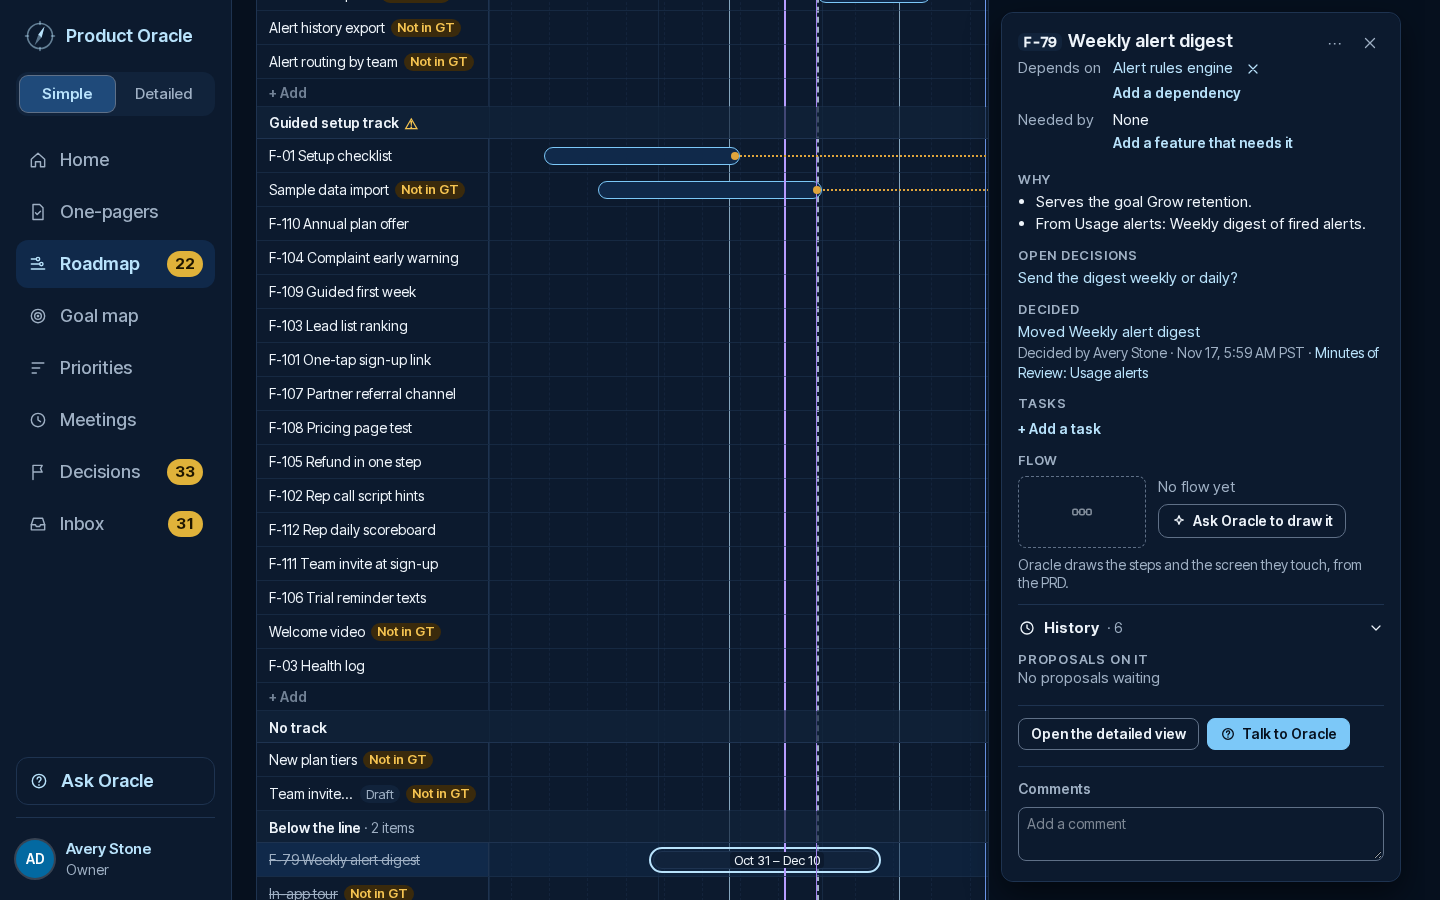 Product Oracle
Simple
Detailed
Home
One-pagers
Roadmap
22
Goal map
Priorities
Meetings
Decisions
33
Inbox
31
Ask Oracle
AD
Avery Stone
Owner
Alert history export
Not in GT
Alert routing by team
Not in GT
+ Add
Guided setup track
F-01 Setup checklist
Sample data import
Not in GT
F-110 Annual plan offer
F-104 Complaint early warning
F-109 Guided first week
F-103 Lead list ranking
F-101 One-tap sign-up link
F-107 Partner referral channel
F-108 Pricing page test
F-105 Refund in one step
F-102 Rep call script hints
F-112 Rep daily scoreboard
F-111 Team invite at sign-up
F-106 Trial reminder texts
Welcome video
Not in GT
F-03 Health log
+ Add
No track
New plan tiers
Not in GT
Team invite...
Draft
Not in GT
Below the line · 2 items
F-79 Weekly alert digest
Oct 31 – Dec 10
In-app tour
Not in GT
F-79 Weekly alert digest
Depends on
Alert rules engine
Add a dependency
Needed by
None
Add a feature that needs it
WHY
• Serves the goal Grow retention.
• From Usage alerts: Weekly digest of fired alerts.
OPEN DECISIONS
Send the digest weekly or daily?
DECIDED
Moved Weekly alert digest
Decided by Avery Stone · Nov 17, 5:59 AM PST · Minutes of
Review: Usage alerts
TASKS
+ Add a task
FLOW
No flow yet
Ask Oracle to draw it
Oracle draws the steps and the screen they touch, from
the PRD.
History · 6
PROPOSALS ON IT
No proposals waiting
Open the detailed view
Talk to Oracle
Comments
Add a comment